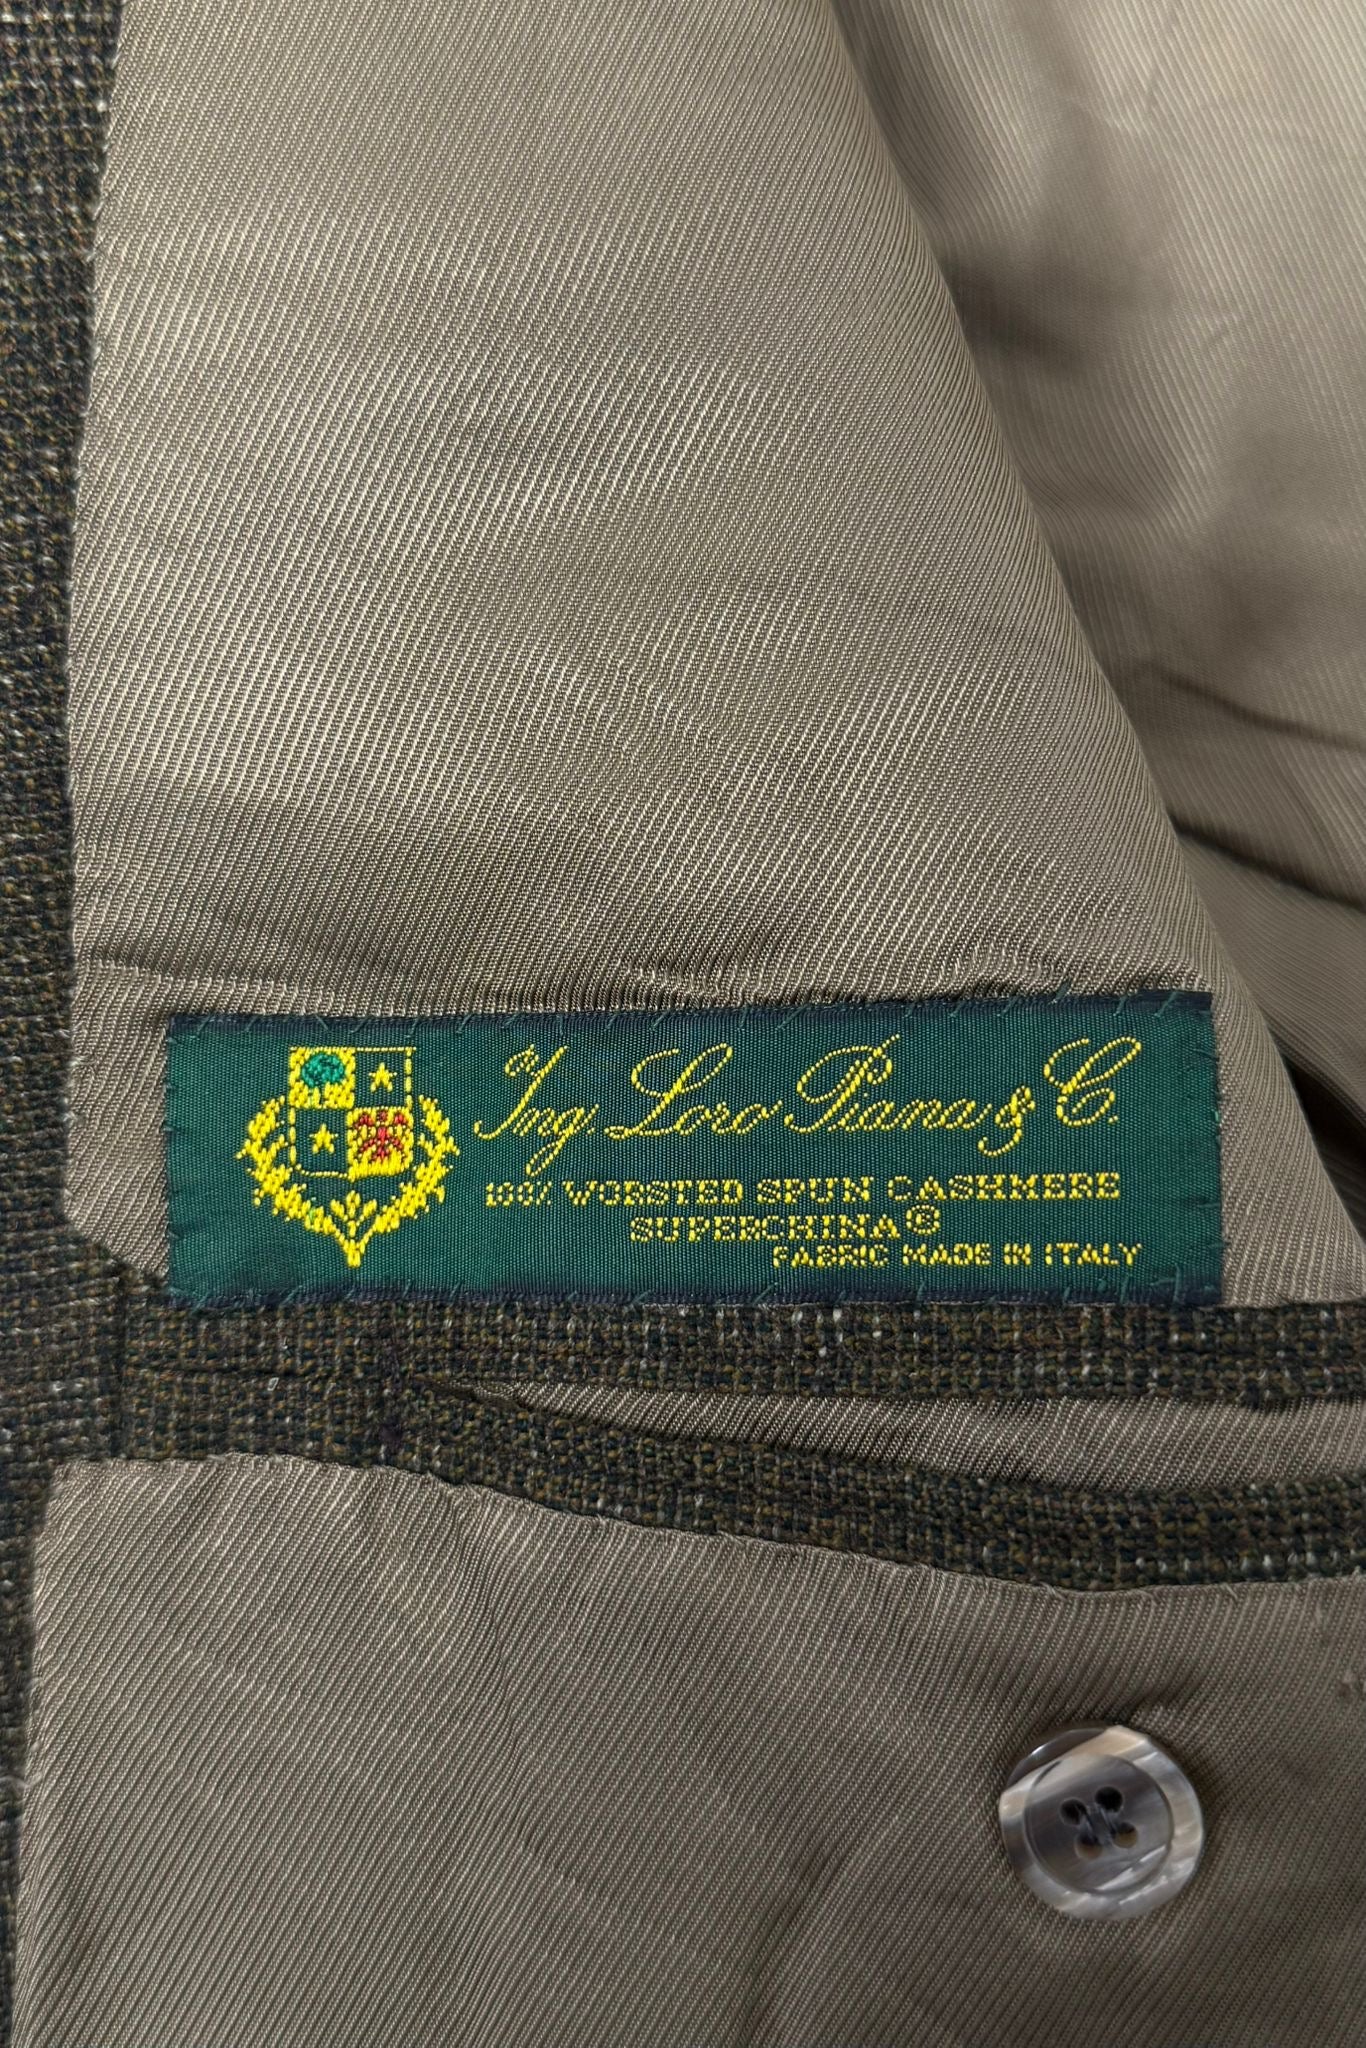 Ing Loro Piana & C.
100% WORSTED SPUN CASHMERE
SUPERCHINA®
FABRIC MADE IN ITALY